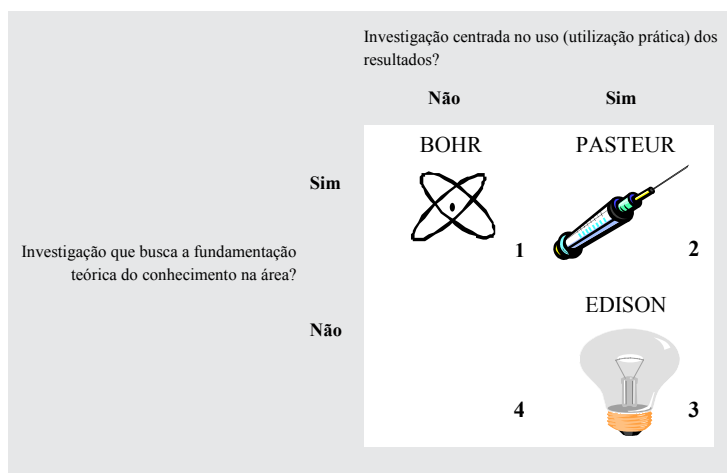 Investigação centrada no uso (utilização prática) dos
resultados?
Não Sim
BOHR PASTEUR
Sim
1 2
Investigação que busca a fundamentação
teórica do conhecimento na área?
EDISON
Não
4 3